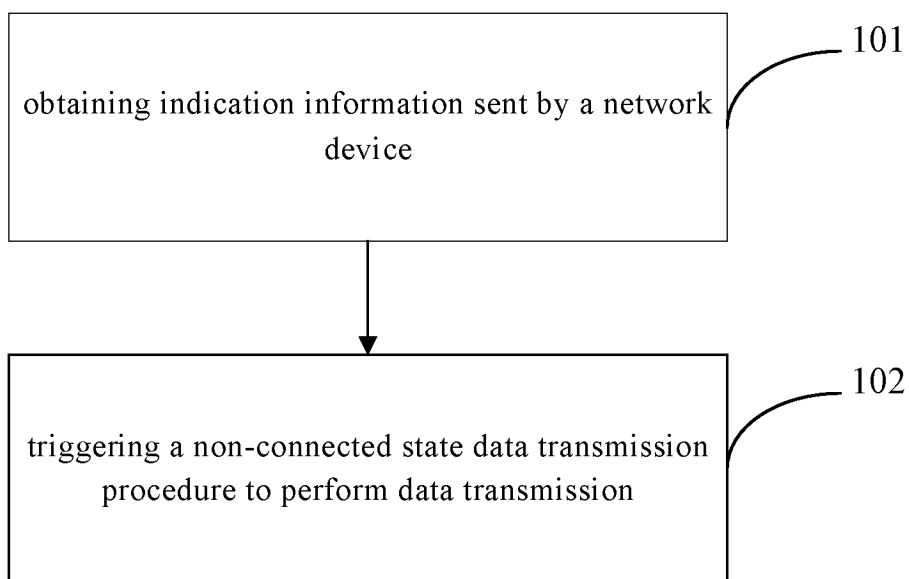 obtaining indication information sent by a network
device
101
triggering a non-connected state data transmission
procedure to perform data transmission
102